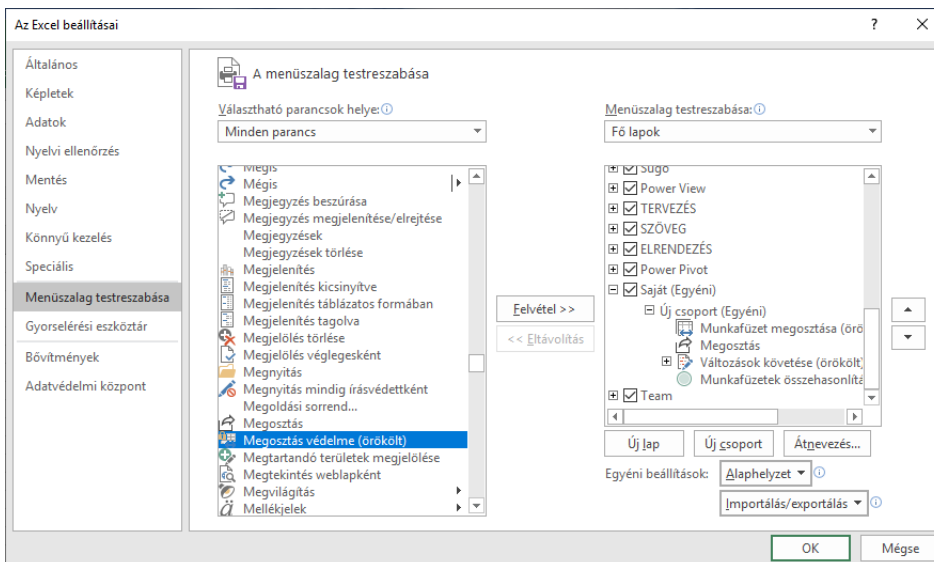 Az Excel beállításai
?
Általános
Képletek
Adatok
Nyelvi ellenőrzés
Mentés
Nyelv
Könnyű kezelés
Speciális
Menüszalag testreszabása
Gyorselérési eszköztár
Bővítmények
Adatvédelmi központ
A menüszalag testreszabása
Választható parancsok helye:
Minden parancs
Mégis
Mégis
Megjegyzés beszúrása
Megjegyzés megjelenítése/elrejtése
Megjegyzések
Megjegyzések törlése
Megjelenítés
Megjelenítés kicsinyítve
Megjelenítés táblázatos formában
Megjelenítés tagolva
Megjelölés törlése
Megjelölés véglegesként
Megnyitás
Megnyitás mindig írásvédettként
Megoldási sorrend...
Megosztás
Megosztás védelme (örökölt)
Megtartandó területek megjelölése
Megtekintés weblapként
Megvilágítás
Mellékjelek
Felvétel >>
<< Eltávolítás
Menüszalag testreszabása:
Fő lapok
Súgó
Power View
TERVEZÉS
SZÖVEG
ELRENDEZÉS
Power Pivot
Saját (Egyéni)
Új csoport (Egyéni)
Munkafüzet megosztása (örö
Megosztás
Változások követése (örökölt)
Munkafüzetek összehasonlítá
Team
Új lap
Új csoport
Átnevezés...
Egyéni beállítások:
Alaphelyzet
Importálás/exportálás
OK
Mégse